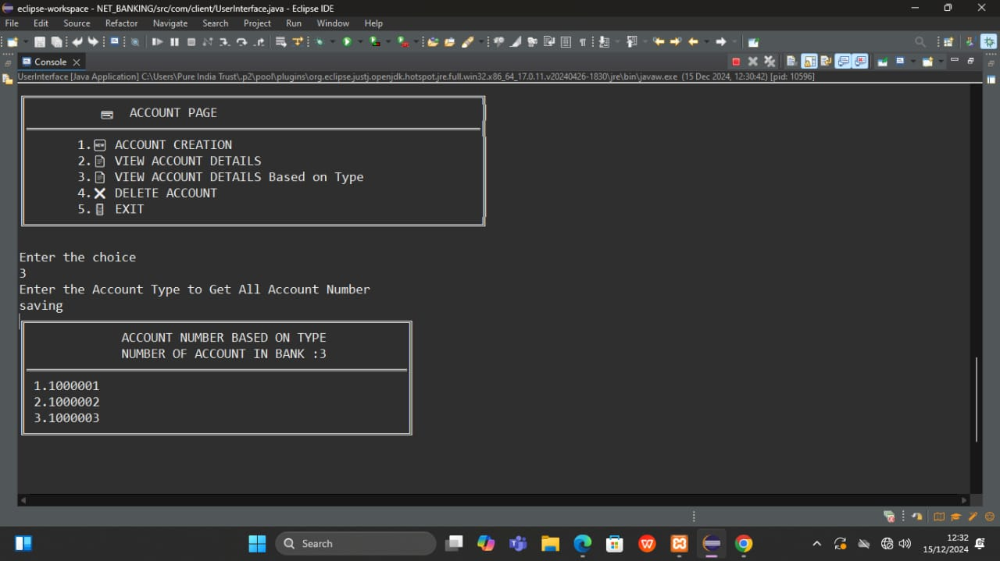 eclipse-workspace - NET_BANKING/src/com/client/UserInterface.java - Eclipse IDE
File Edit Source Refactor Navigate Search Project Run Window Help
Console
UserInterface [Java Application] C:\Users\Pure India Trust\.p2\pool\plugins\org.eclipse.justj.openjdk.hotspot.jre.full.win32.x86_64_17.0.11.v20240426-1830\jre\bin\javaw.exe (15 Dec 2024, 12:30:42) [pid: 10596]
ACCOUNT PAGE
1. NEW ACCOUNT CREATION
2. VIEW ACCOUNT DETAILS
3. VIEW ACCOUNT DETAILS Based on Type
4. DELETE ACCOUNT
5. EXIT
Enter the choice
3
Enter the Account Type to Get All Account Number
saving
ACCOUNT NUMBER BASED ON TYPE
NUMBER OF ACCOUNT IN BANK :3
1.1000001
2.1000002
3.1000003
Search
12:32
15/12/2024